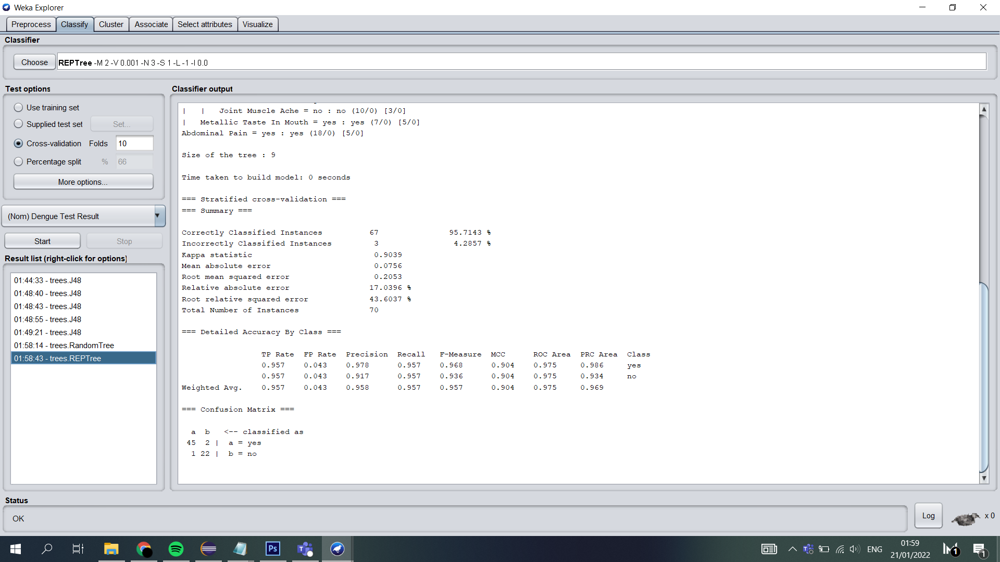 Weka Explorer
Preprocess Classify Cluster Associate Select attributes Visualize
Classifier
Choose REPTree -M 2 -V 0.001 -N 3 -S 1 -L -1 -I 0.0
Test options
Use training set
Supplied test set Set...
Cross-validation Folds 10
Percentage split % 66
More options...
(Nom) Dengue Test Result
Start Stop
Result list (right-click for options)
01:44:33 - trees.J48
01:48:40 - trees.J48
01:48:43 - trees.J48
01:48:55 - trees.J48
01:49:21 - trees.J48
01:58:14 - trees.RandomTree
01:58:43 - trees.REPTree
Classifier output
| | Joint Muscle Ache = no : no (10/0) [3/0]
| Metallic Taste In Mouth = yes : yes (7/0) [5/0]
Abdominal Pain = yes : yes (18/0) [5/0]
Size of the tree : 9
Time taken to build model: 0 seconds
=== Stratified cross-validation ===
=== Summary ===
Correctly Classified Instances 67 95.7143 %
Incorrectly Classified Instances 3 4.2857 %
Kappa statistic 0.9039
Mean absolute error 0.0756
Root mean squared error 0.2053
Relative absolute error 17.0396 %
Root relative squared error 43.6037 %
Total Number of Instances 70
=== Detailed Accuracy By Class ===
TP Rate FP Rate Precision Recall F-Measure MCC ROC Area PRC Area Class
0.957 0.043 0.978 0.957 0.968 0.904 0.975 0.986 yes
0.957 0.043 0.917 0.957 0.936 0.904 0.975 0.934 no
Weighted Avg. 0.957 0.043 0.958 0.957 0.957 0.904 0.975 0.969
=== Confusion Matrix ===
a b <-- classified as
45 2 | a = yes
1 22 | b = no
Status
OK
Log
x 0
Ps
ENG
01:59
21/01/2022
1
1